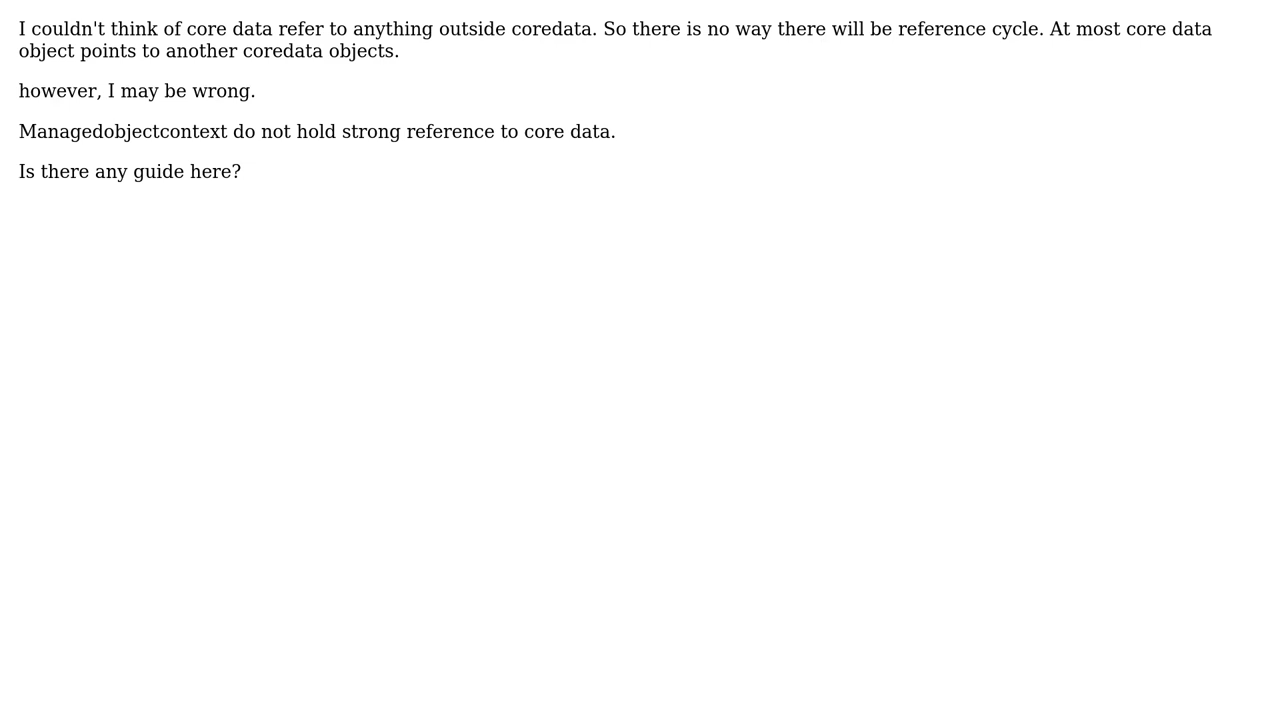 I couldn't think of core data refer to anything outside coredata. So there is no way there will be reference cycle. At most core data
object points to another coredata objects.
however, I may be wrong.
Managedobjectcontext do not hold strong reference to core data.
Is there any guide here?